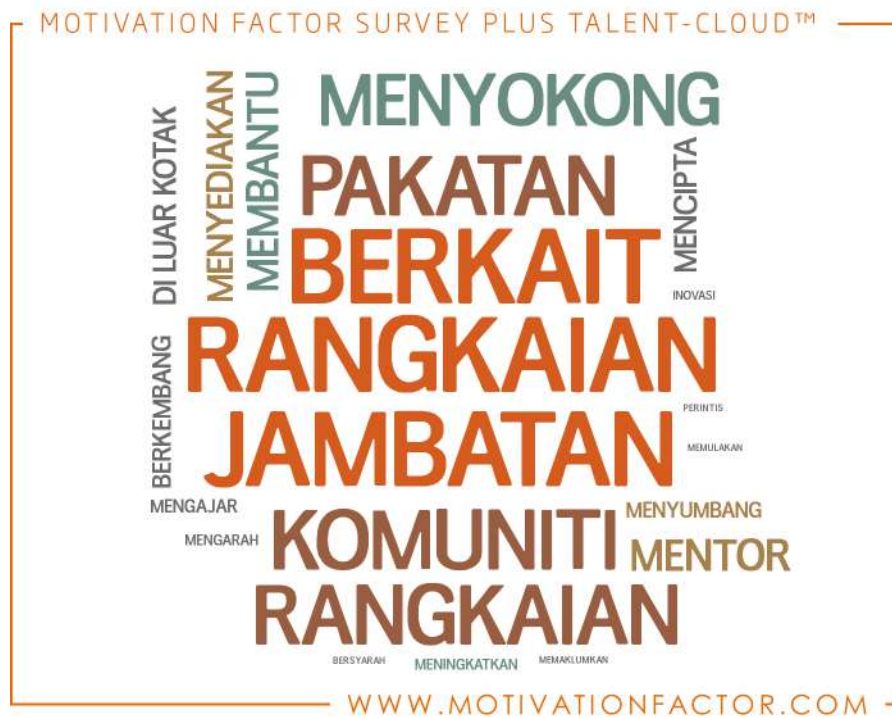 MOTIVATION FACTOR SURVEY PLUS TALENT-CLOUD™
DI LUAR KOTAK
MENYEDIAKAN
MEMBANTU
MENYOKONG
PAKATAN
MENCIPTA
BERKAIT
INOVASI
RANGKAIAN
BERKEMBANG
PERINTIS
JAMBATAN
MEMULAKAN
MENGAJAR
MENYUMBANG
MENGARAH
KOMUNITI
MENTOR
RANGKAIAN
BERSYARAH
MENINGKATKAN
MEMAKLUMKAN
WWW.MOTIVATIONFACTOR.COM